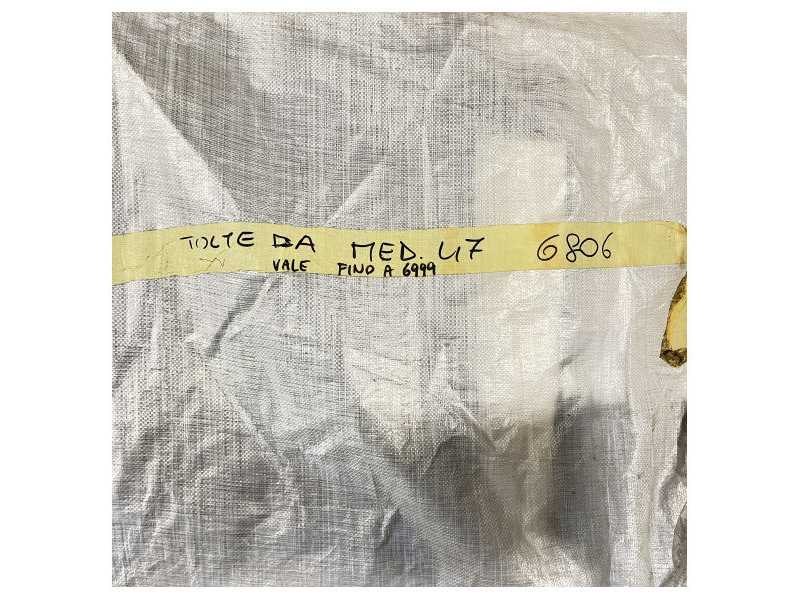 TOLTE DA MED. 47 6806
VALE FINO A 6999